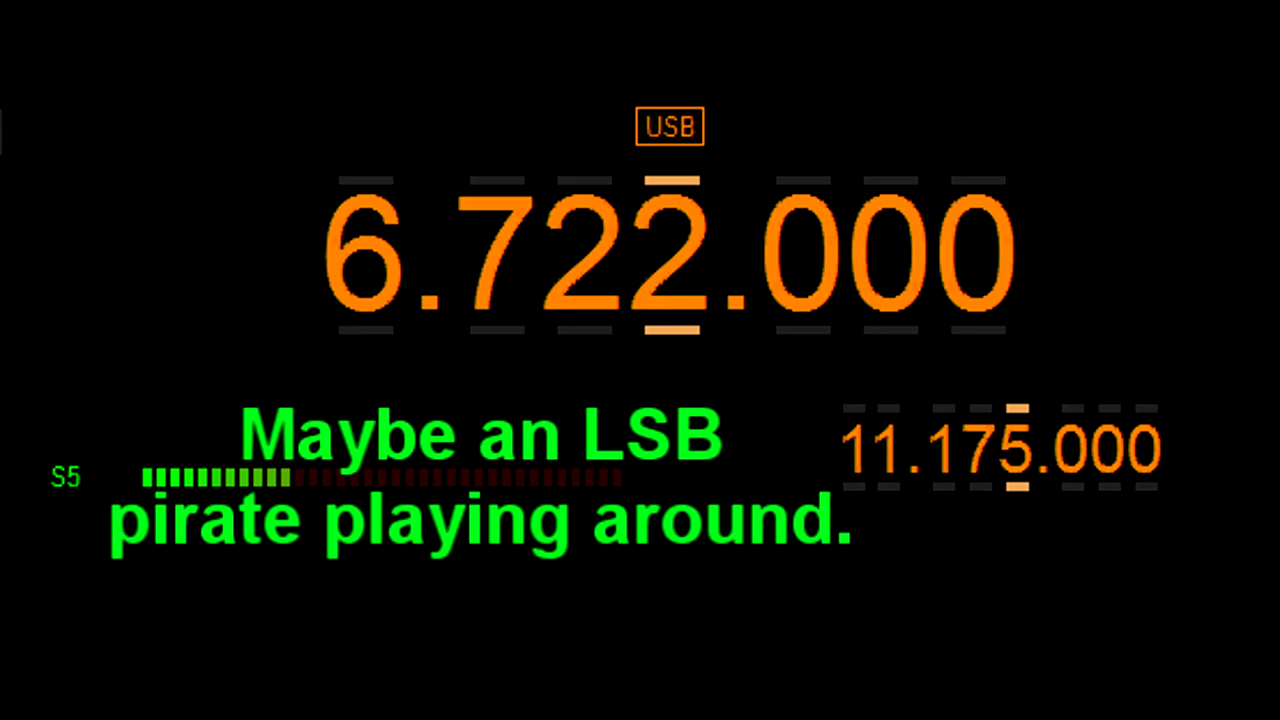 USB
6.722.000
Maybe an LSB
11.175.000
S5
pirate playing around.